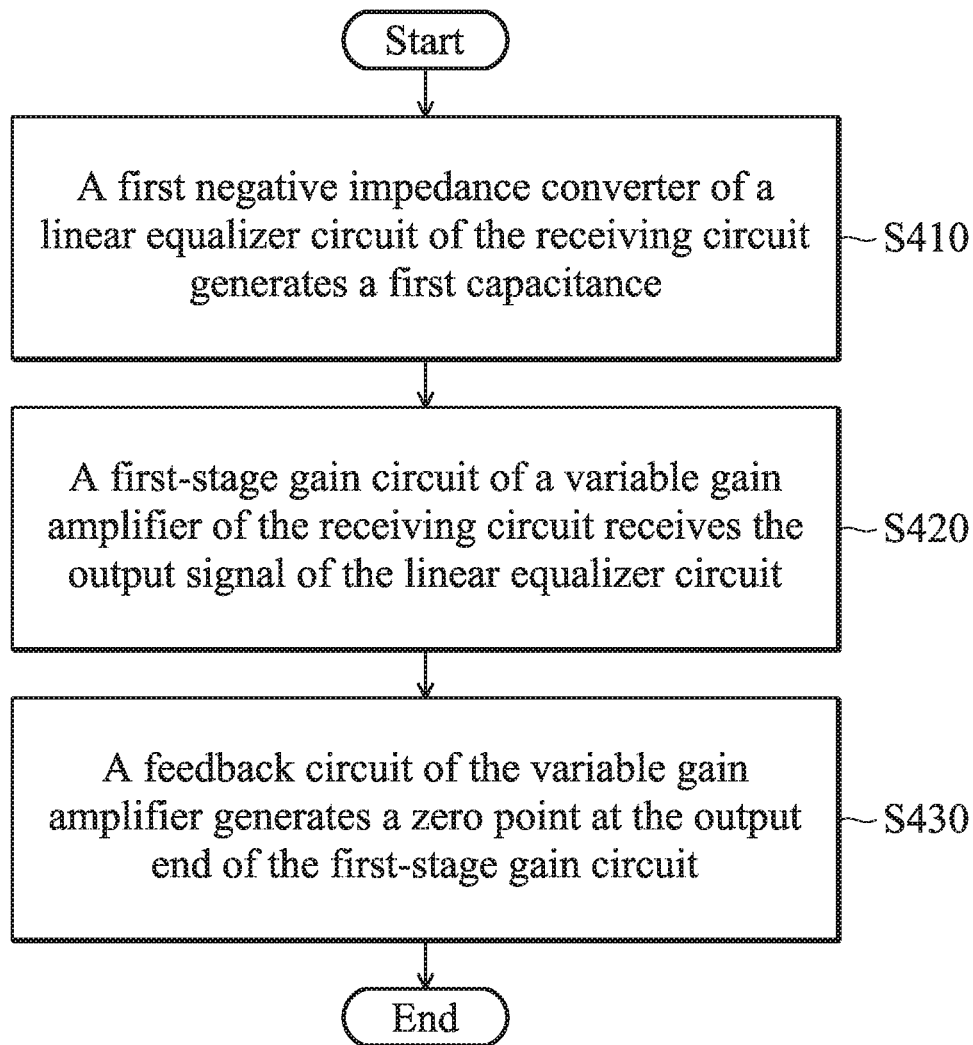 Start
A first negative impedance converter of a
linear equalizer circuit of the receiving circuit
generates a first capacitance
S410
A first-stage gain circuit of a variable gain
amplifier of the receiving circuit receives the
output signal of the linear equalizer circuit
S420
A feedback circuit of the variable gain
amplifier generates a zero point at the output
end of the first-stage gain circuit
S430
End